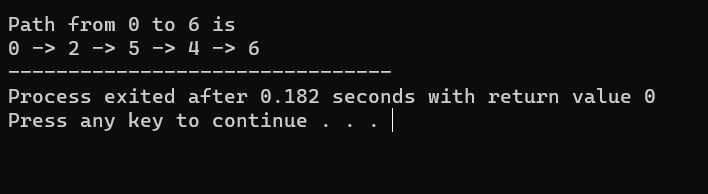 Path from 0 to 6 is
0 -> 2 -> 5 -> 4 -> 6
--------------------------------
Process exited after 0.182 seconds with return value 0
Press any key to continue . . .